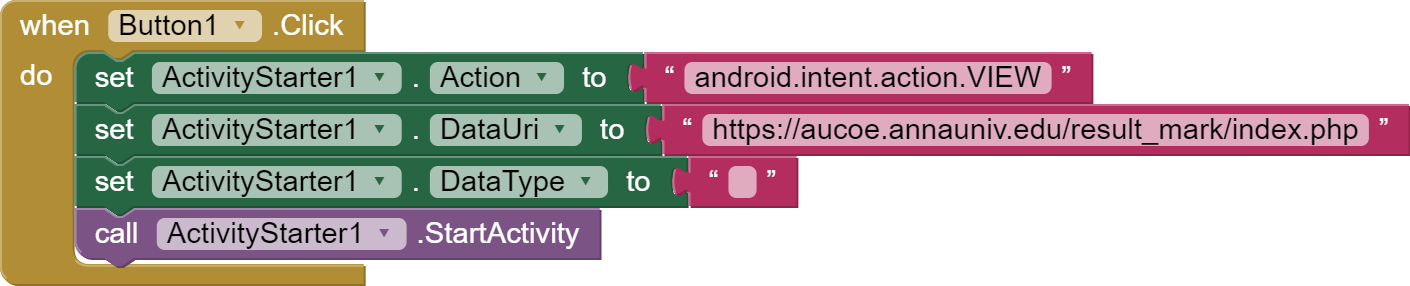 when Button1 .Click
do set ActivityStarter1 . Action to “ android.intent.action.VIEW ”
set ActivityStarter1 . DataUri to “ https://aucoe.annauniv.edu/result_mark/index.php ”
set ActivityStarter1 . DataType to “ ”
call ActivityStarter1 .StartActivity